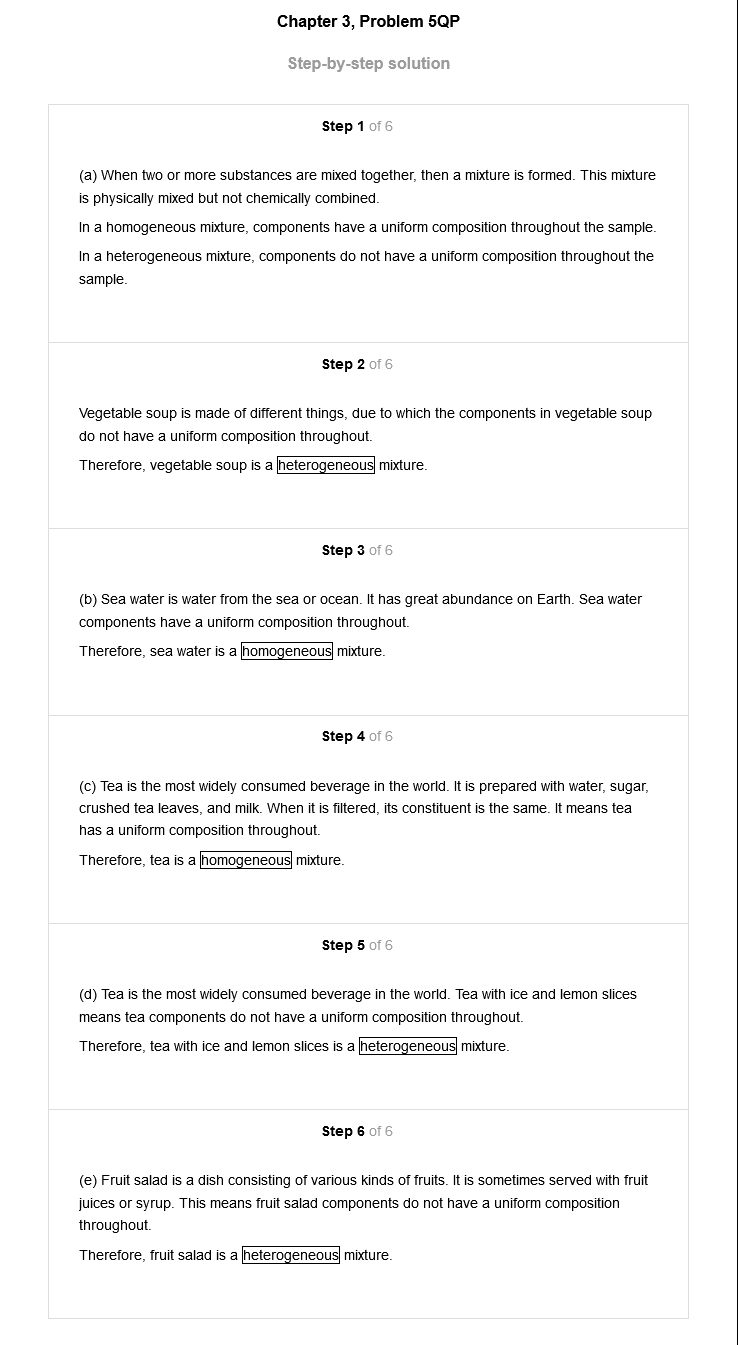 Chapter 3, Problem 5QP
Step-by-step solution
Step 1 of 6
(a) When two or more substances are mixed together, then a mixture is formed. This mixture
is physically mixed but not chemically combined.
In a homogeneous mixture, components have a uniform composition throughout the sample.
In a heterogeneous mixture, components do not have a uniform composition throughout the
sample.
Step 2 of 6
Vegetable soup is made of different things, due to which the components in vegetable soup
do not have a uniform composition throughout.
Therefore, vegetable soup is a heterogeneous mixture.
Step 3 of 6
(b) Sea water is water from the sea or ocean. It has great abundance on Earth. Sea water
components have a uniform composition throughout.
Therefore, sea water is a homogeneous mixture.
Step 4 of 6
(c) Tea is the most widely consumed beverage in the world. It is prepared with water, sugar,
crushed tea leaves, and milk. When it is filtered, its constituent is the same. It means tea
has a uniform composition throughout.
Therefore, tea is a homogeneous mixture.
Step 5 of 6
(d) Tea is the most widely consumed beverage in the world. Tea with ice and lemon slices
means tea components do not have a uniform composition throughout.
Therefore, tea with ice and lemon slices is a heterogeneous mixture.
Step 6 of 6
(e) Fruit salad is a dish consisting of various kinds of fruits. It is sometimes served with fruit
juices or syrup. This means fruit salad components do not have a uniform composition
throughout.
Therefore, fruit salad is a heterogeneous mixture.